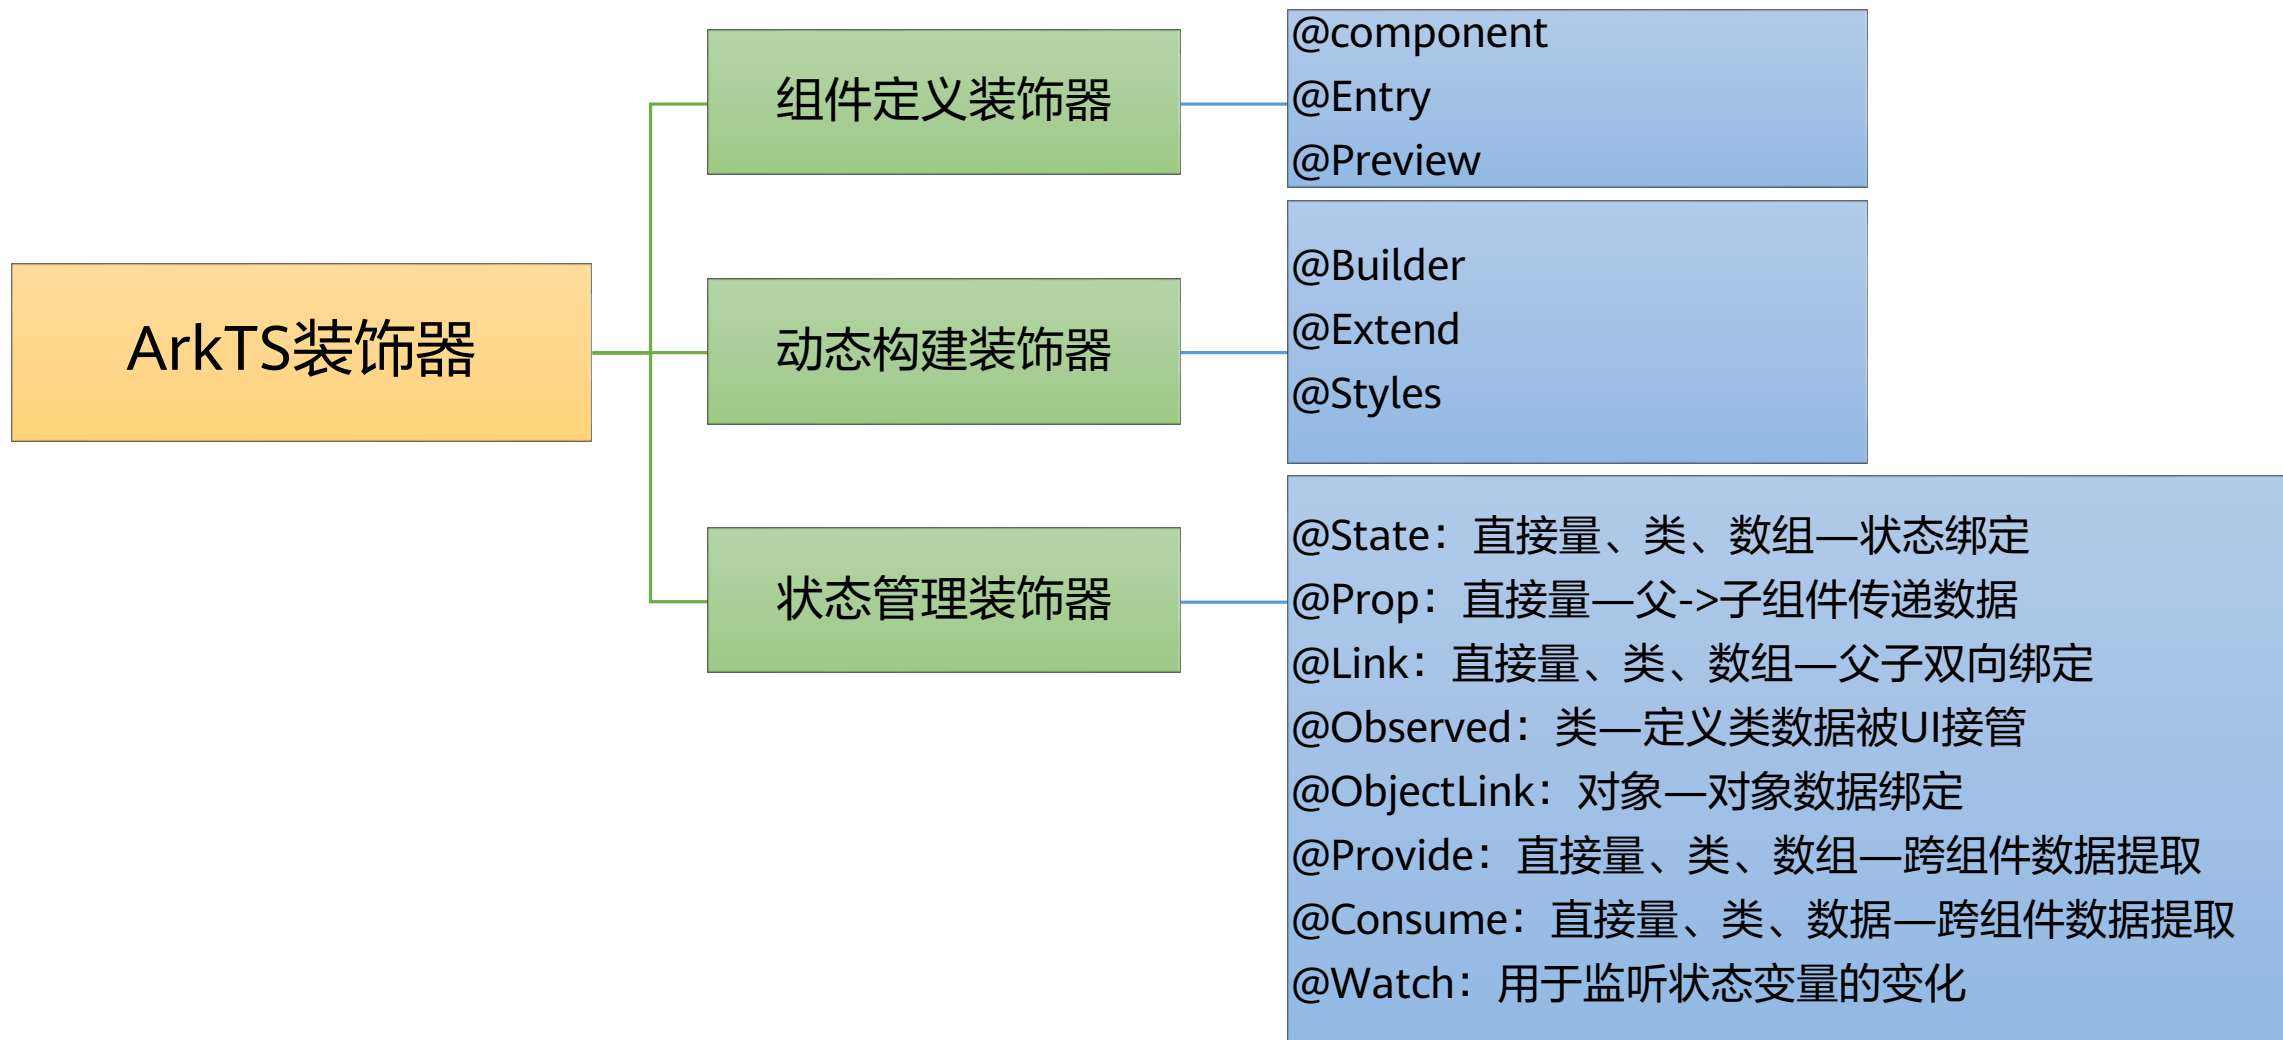 ArkTS装饰器
组件定义装饰器
@component
@Entry
@Preview
动态构建装饰器
@Builder
@Extend
@Styles
状态管理装饰器
@State：直接量、类、数组—状态绑定
@Prop：直接量—父->子组件传递数据
@Link：直接量、类、数组—父子双向绑定
@Observed：类—定义类数据被UI接管
@ObjectLink：对象—对象数据绑定
@Provide：直接量、类、数组—跨组件数据提取
@Consume：直接量、类、数据—跨组件数据提取
@Watch：用于监听状态变量的变化